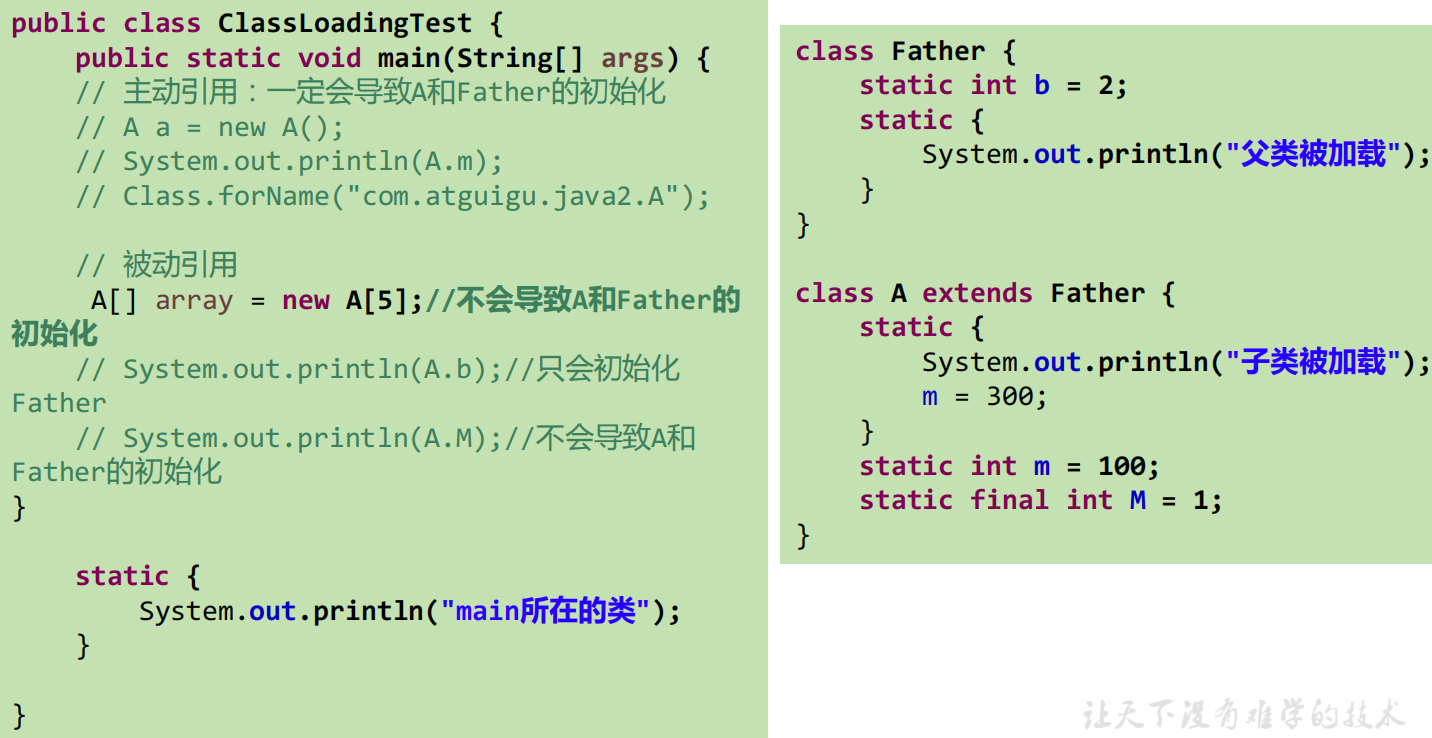 public class ClassLoadingTest {
public static void main(String[] args) {
// 主动引用：一定会导致A和Father的初始化
// A a = new A();
// System.out.println(A.m);
// Class.forName("com.atguigu.java2.A");
// 被动引用
A[] array = new A[5];//不会导致A和Father的
初始化
// System.out.println(A.b);//只会初始化
Father
// System.out.println(A.M);//不会导致A和
Father的初始化
}
static {
System.out.println("main所在的类");
}
}
class Father {
static int b = 2;
static {
System.out.println("父类被加载");
}
}
class A extends Father {
static {
System.out.println("子类被加载");
m = 300;
}
static int m = 100;
static final int M = 1;
}
让天下没有难学的技术